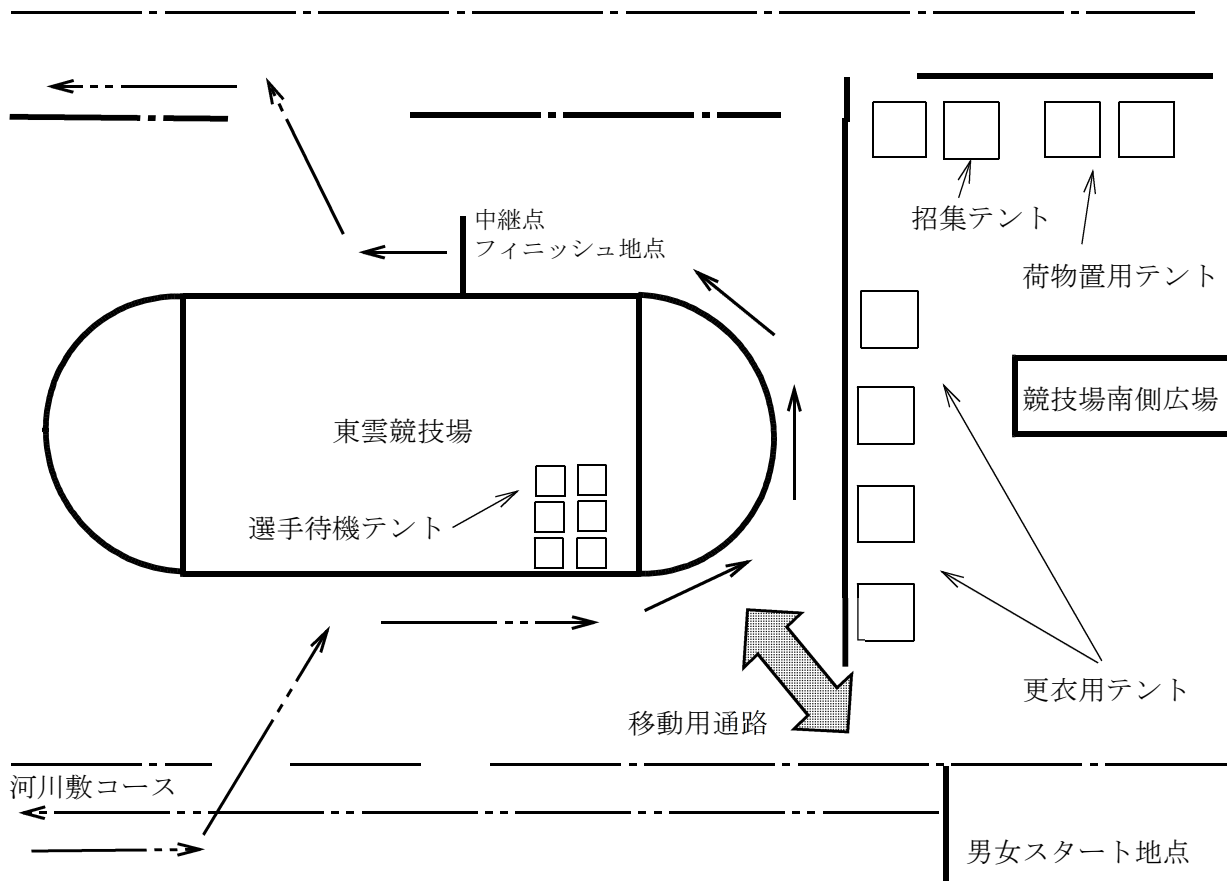 中継点
フィニッシュ地点
招集テント
荷物置用テント
競技場南側広場
東雲競技場
選手待機テント
更衣用テント
移動用通路
河川敷コース
男女スタート地点